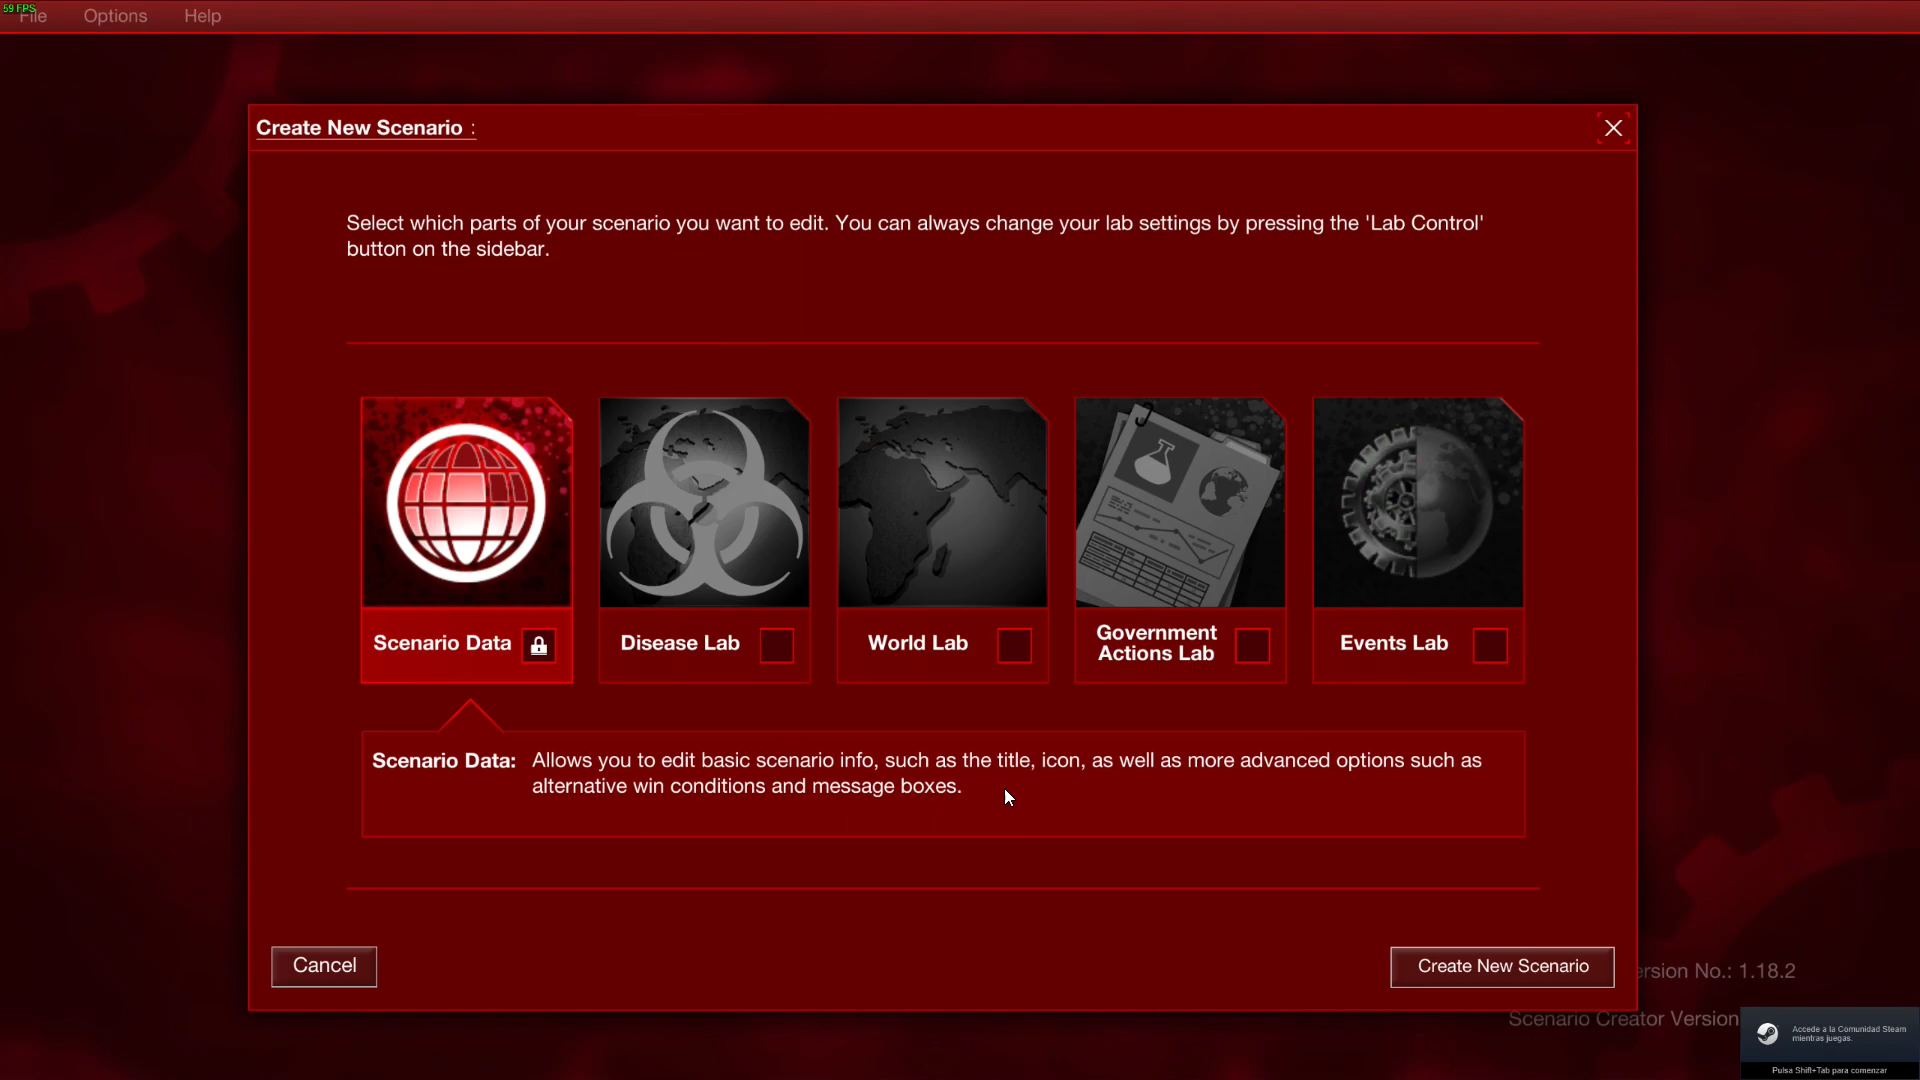 59 FPS
File Options Help
Create New Scenario :
Select which parts of your scenario you want to edit. You can always change your lab settings by pressing the 'Lab Control'
button on the sidebar.
Scenario Data
Disease Lab
World Lab
Government
Actions Lab
Events Lab
Scenario Data: Allows you to edit basic scenario info, such as the title, icon, as well as more advanced options such as
alternative win conditions and message boxes.
Cancel
Create New Scenario
ersion No.: 1.18.2
Scenario Creator Version
Accede a la Comunidad Steam
mientras juegas.
Pulsa Shift+Tab para comenzar